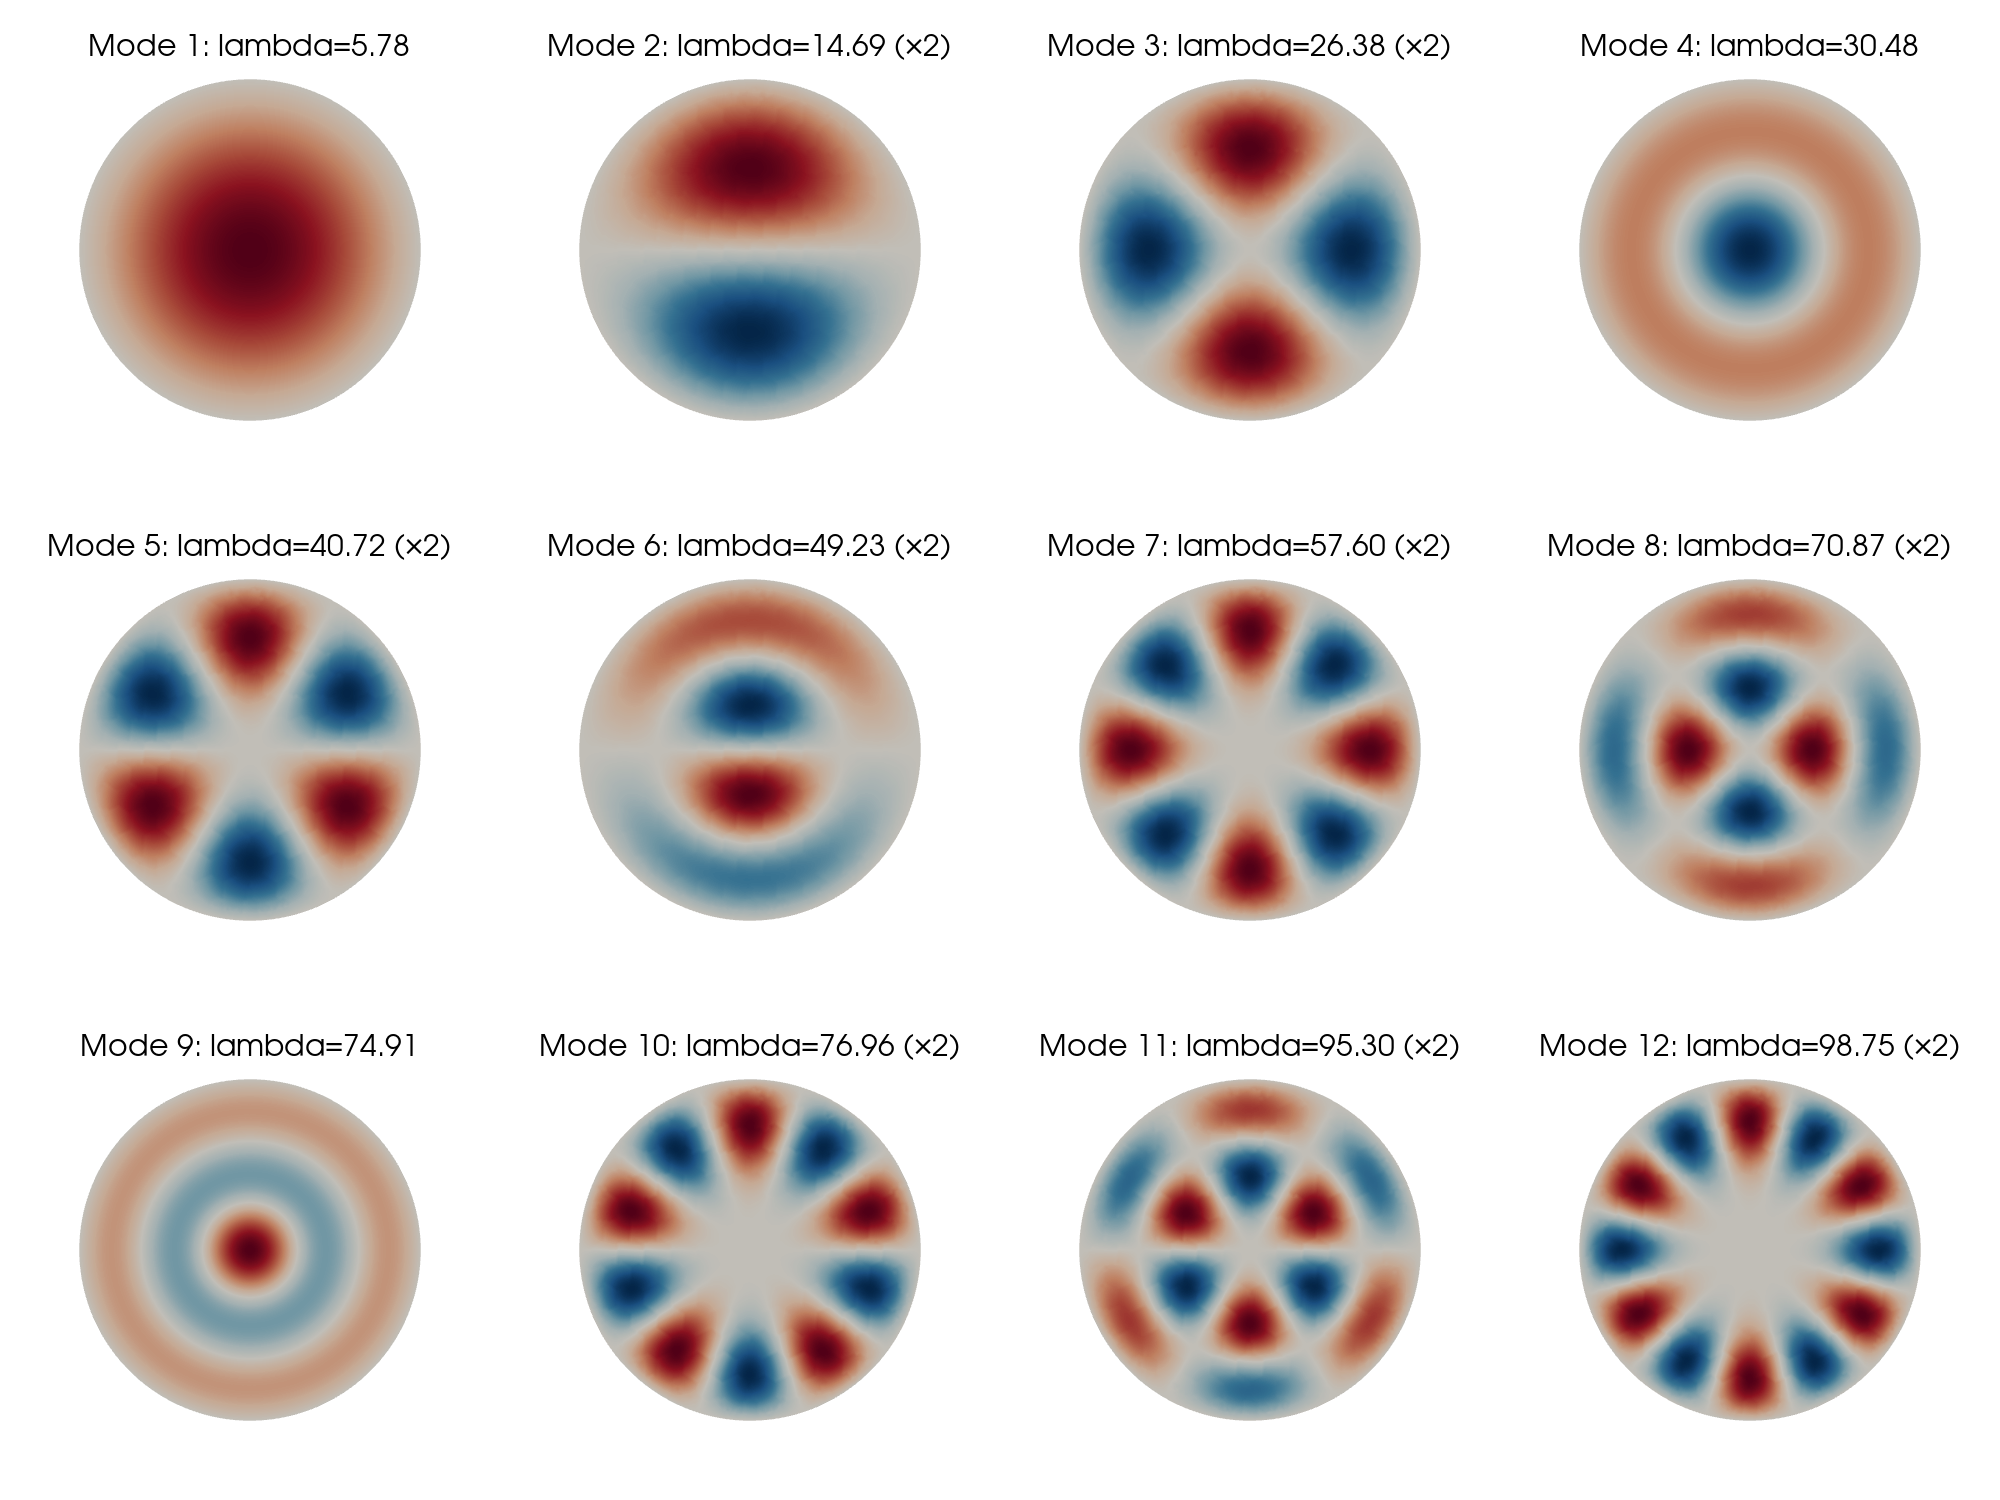 Mode 1: lambda=5.78
Mode 2: lambda=14.69 (×2)
Mode 3: lambda=26.38 (×2)
Mode 4: lambda=30.48
Mode 5: lambda=40.72 (×2)
Mode 6: lambda=49.23 (×2)
Mode 7: lambda=57.60 (×2)
Mode 8: lambda=70.87 (×2)
Mode 9: lambda=74.91
Mode 10: lambda=76.96 (×2)
Mode 11: lambda=95.30 (×2)
Mode 12: lambda=98.75 (×2)